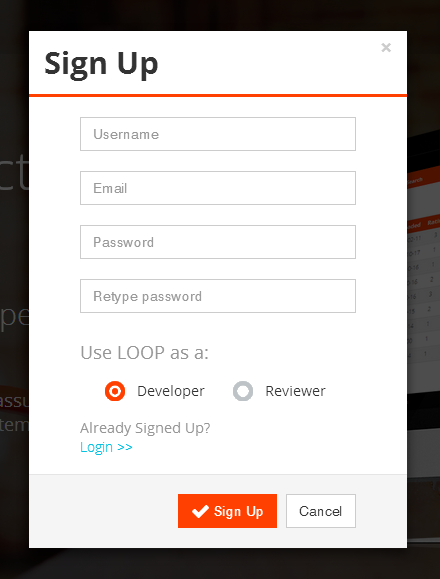 Sign Up
×
Username
Email
Password
Retype password
Use LOOP as a:
Developer
Reviewer
Already Signed Up?
Login >>
Sign Up
Cancel